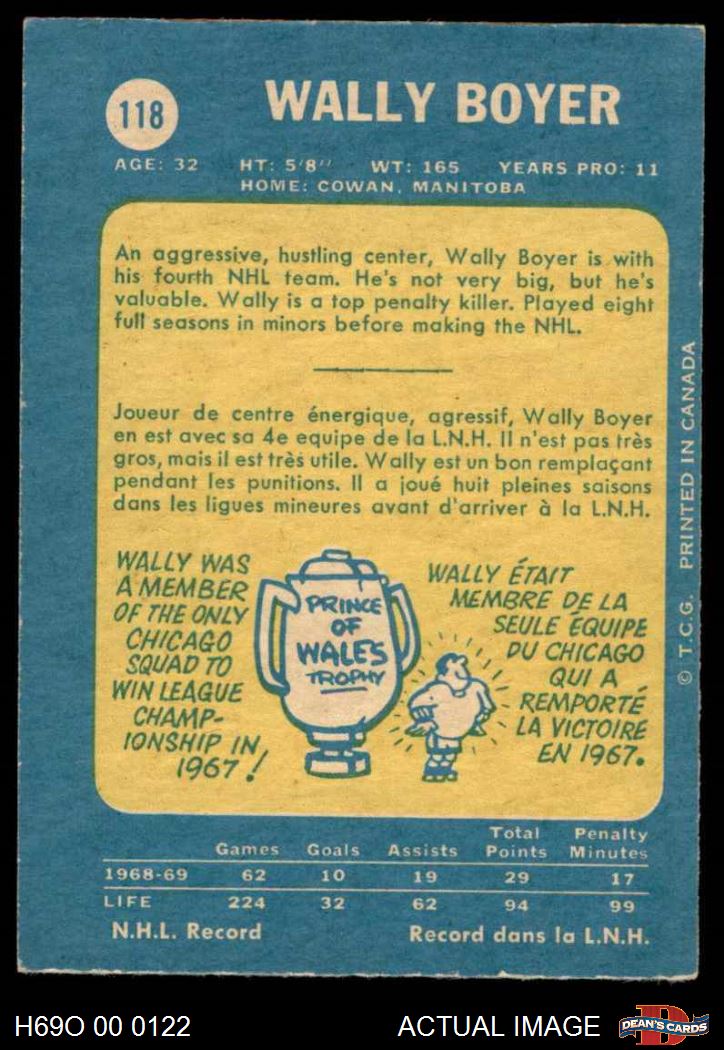 118
WALLY BOYER
AGE: 32 HT: 5'8" WT: 165 YEARS PRO: 11
HOME: COWAN, MANITOBA
An aggressive, hustling center, Wally Boyer is with
his fourth NHL team. He's not very big, but he's
valuable. Wally is a top penalty killer. Played eight
full seasons in minors before making the NHL.
Joueur de centre énergique, agressif, Wally Boyer
en est avec sa 4e equipe de la L.N.H. Il n'est pas très
gros, mais il est très utile. Wally est un bon remplaçant
pendant les punitions. Il a joué huit pleines saisons
dans les ligues mineures avant d'arriver à la L.N.H.
WALLY WAS
A MEMBER
OF THE ONLY
CHICAGO
SQUAD TO
WIN LEAGUE
CHAMP-
IONSHIP IN
1967!
PRINCE
OF
WALES
TROPHY
WALLY ÉTAIT
MEMBRE DE LA
SEULE ÉQUIPE
DU CHICAGO
QUI A
REMPORTÉ
LA VICTOIRE
EN 1967.
© T.C.G. PRINTED IN CANADA
Games Goals Assists Total Points Penalty Minutes
1968-69 62 10 19 29 17
LIFE 224 32 62 94 99
N.H.L. Record Record dans la L.N.H.
H69O 00 0122 ACTUAL IMAGE
D
DEAN'S CARDS